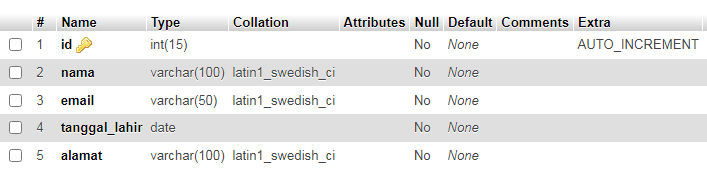 # Name Type Collation Attributes Null Default Comments Extra
1 id int(15) No None AUTO_INCREMENT
2 nama varchar(100) latin1_swedish_ci No None
3 email varchar(50) latin1_swedish_ci No None
4 tanggal_lahir date No None
5 alamat varchar(100) latin1_swedish_ci No None